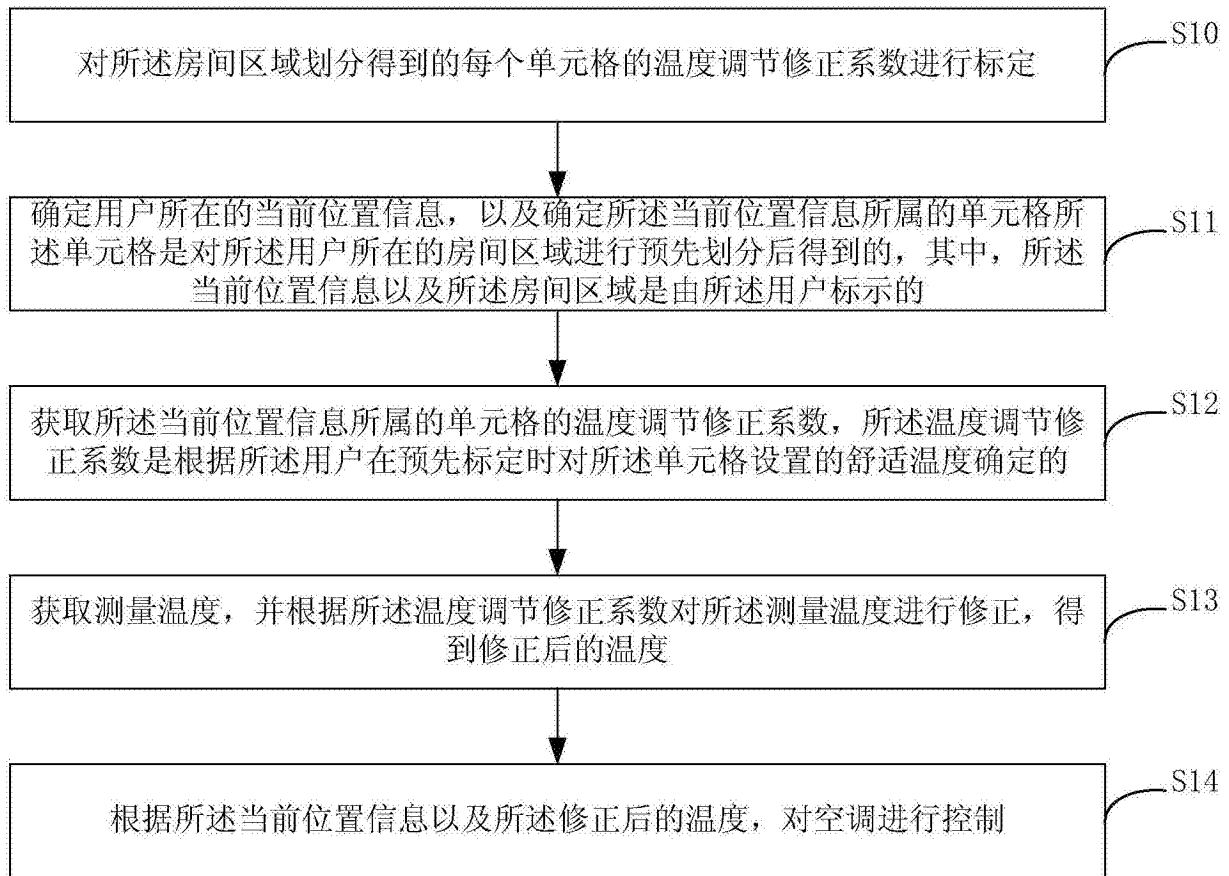 对所述房间区域划分得到的每个单元格的温度调节修正系数进行标定
S10
确定用户所在的当前位置信息，以及确定所述当前位置信息所属的单元格所
述单元格是对所述用户所在的房间区域进行预先划分后得到的，其中，所述
当前位置信息以及所述房间区域是由所述用户标示的
S11
获取所述当前位置信息所属的单元格的温度调节修正系数，所述温度调节修
正系数是根据所述用户在预先标定时对所述单元格设置的舒适温度确定的
S12
获取测量温度，并根据所述温度调节修正系数对所述测量温度进行修正，得
到修正后的温度
S13
根据所述当前位置信息以及所述修正后的温度，对空调进行控制
S14